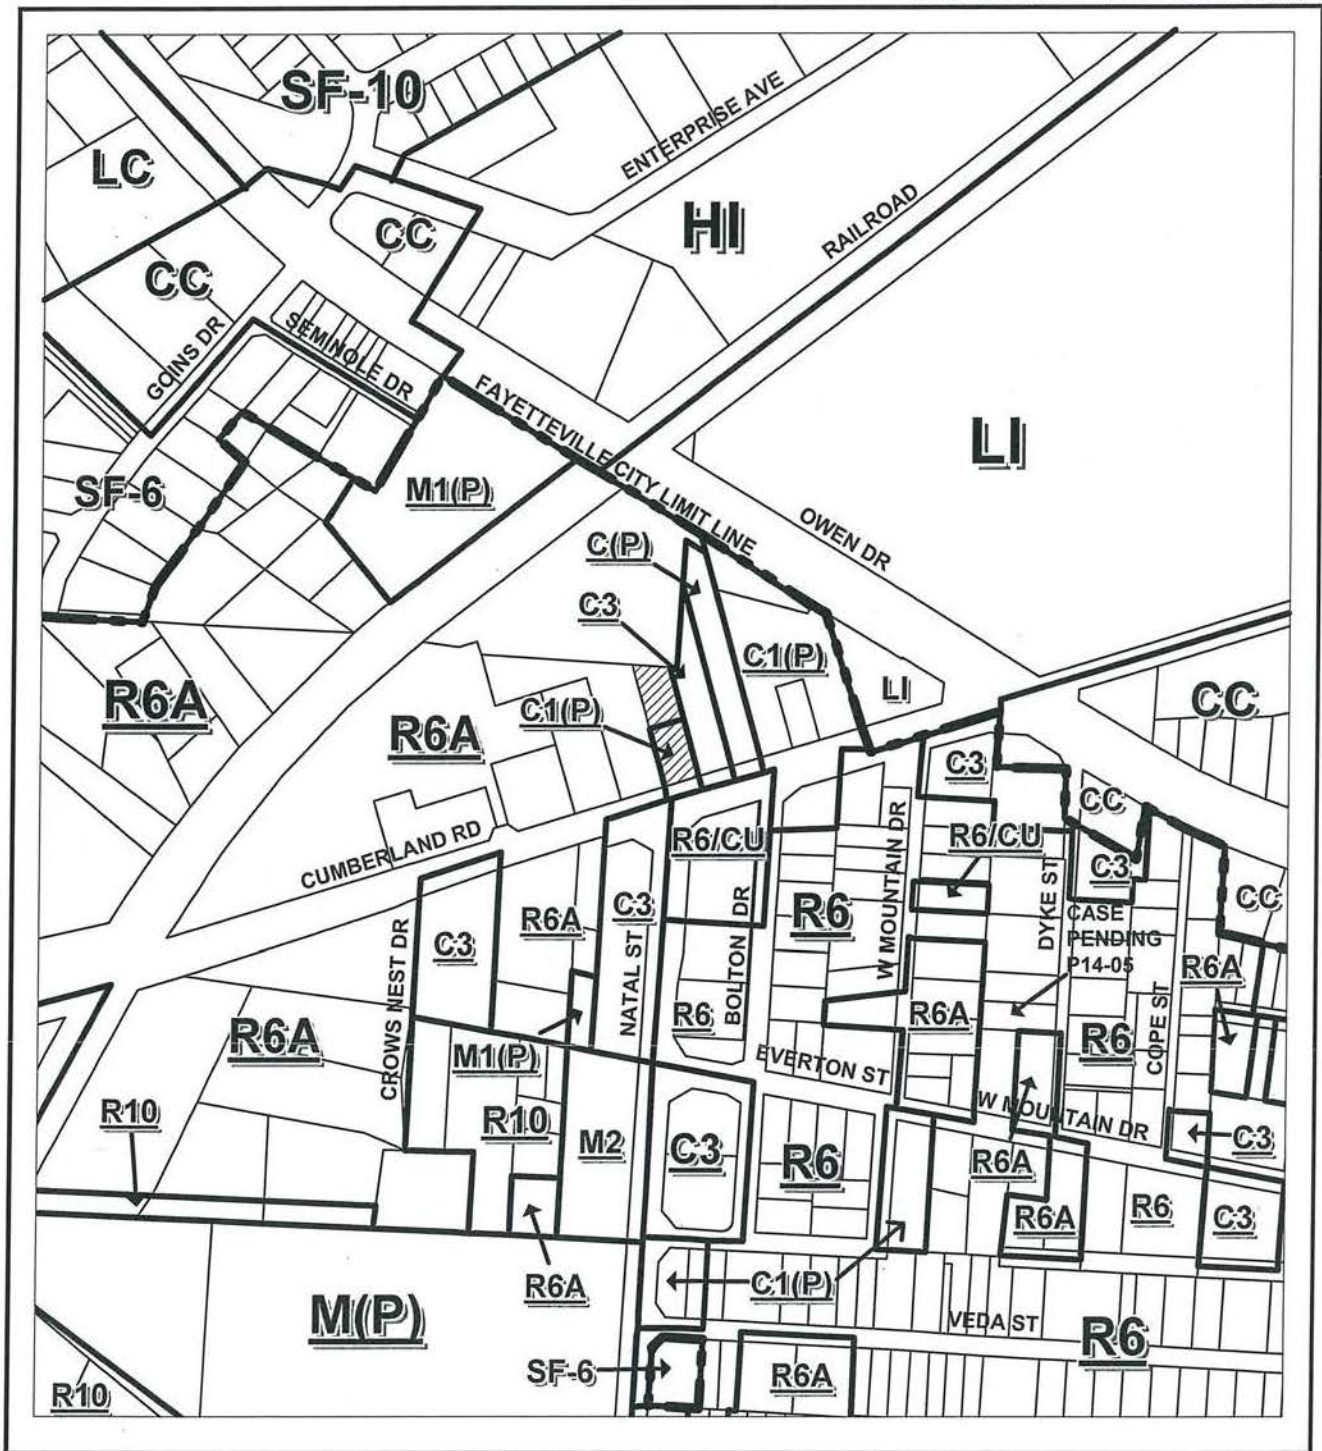 SF-10
LC
ENTERPRISE AVE
HI
RAILROAD
CC
CC
GOINS DR
SEMINOLE DR
FAYETTEVILLE CITY LIMIT LINE
LI
SF-6
M1(P)
OWEN DR
C(P)
C3
C1(P)
LI
R6A
R6A
C1(P)
CC
C3
CC
CUMBERLAND RD
R6/CU
R6/CU
C3
CROWS NEST DR
C3
R6A
C3
NATAL ST
BOLTON DR
R6
W MOUNTAIN DR
DYKE ST
CASE
PENDING
P14-05
CC
R6A
R6A
M1(P)
R6
R6A
R6
COPE ST
EVERTON ST
W MOUNTAIN DR
R10
R10
M2
C3
R6
R6A
C3
R6A
R6
C3
R6A
C1(P)
M(P)
VEDA ST
R6
SF-6
R6A
R10